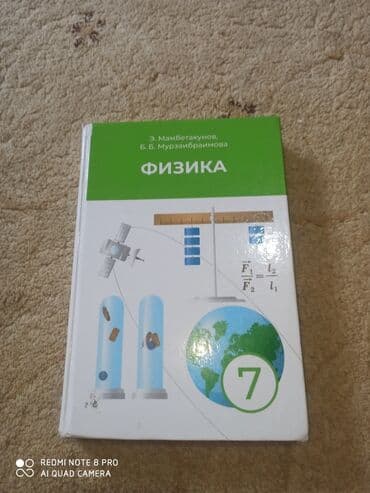 Э. Мамбетакунов,
Б. Б. Мурзаибраимова
ФИЗИКА
F₁/F₂ = l₂/l₁
7
REDMI NOTE 8 PRO
AI QUAD CAMERA